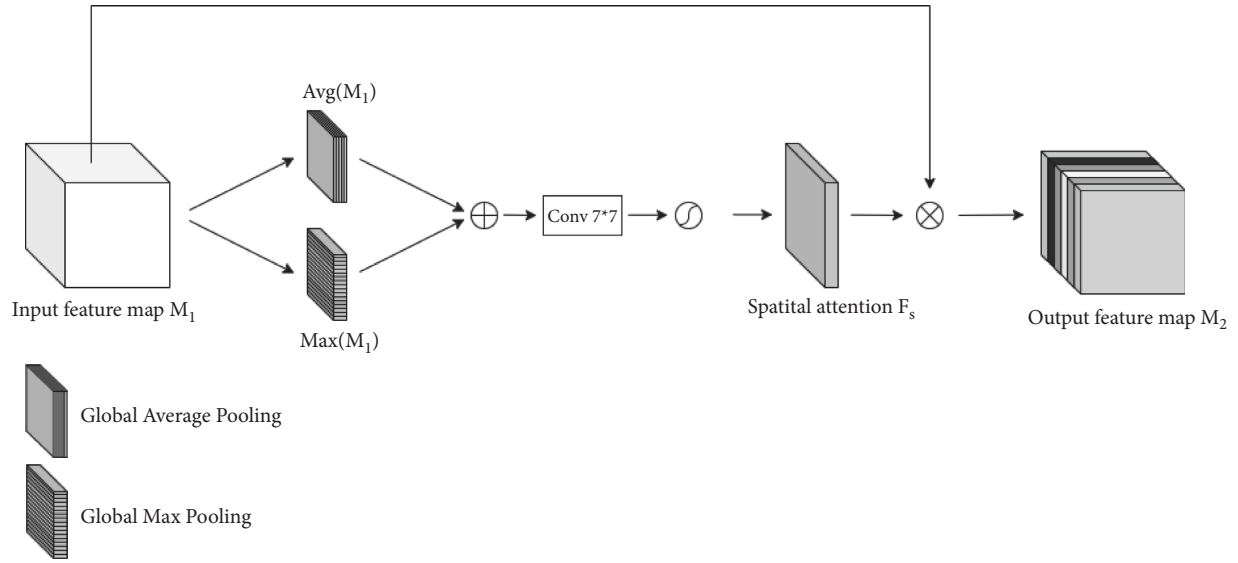 Avg(M₁)
Conv 7*7
Input feature map M₁
Max(M₁)
Spatital attention Fₛ
Output feature map M₂
Global Average Pooling
Global Max Pooling